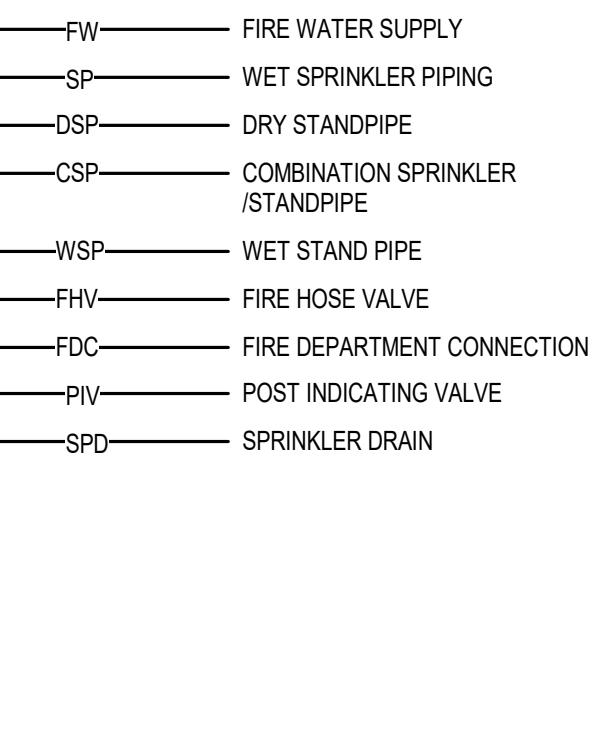 FW FIRE WATER SUPPLY
SP WET SPRINKLER PIPING
DSP DRY STANDPIPE
CSP COMBINATION SPRINKLER
/STANDPIPE
WSP WET STAND PIPE
FHV FIRE HOSE VALVE
FDC FIRE DEPARTMENT CONNECTION
PIV POST INDICATING VALVE
SPD SPRINKLER DRAIN